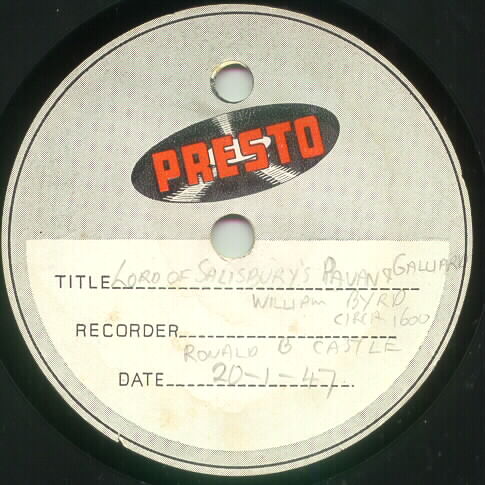 PRESTO
TITLE LORD OF SALISBURY'S PAVAN & GALLIARD
WILLIAM BYRD
CIRCA 1600
RECORDER
RONALD B CASTLE
DATE 20-1-47